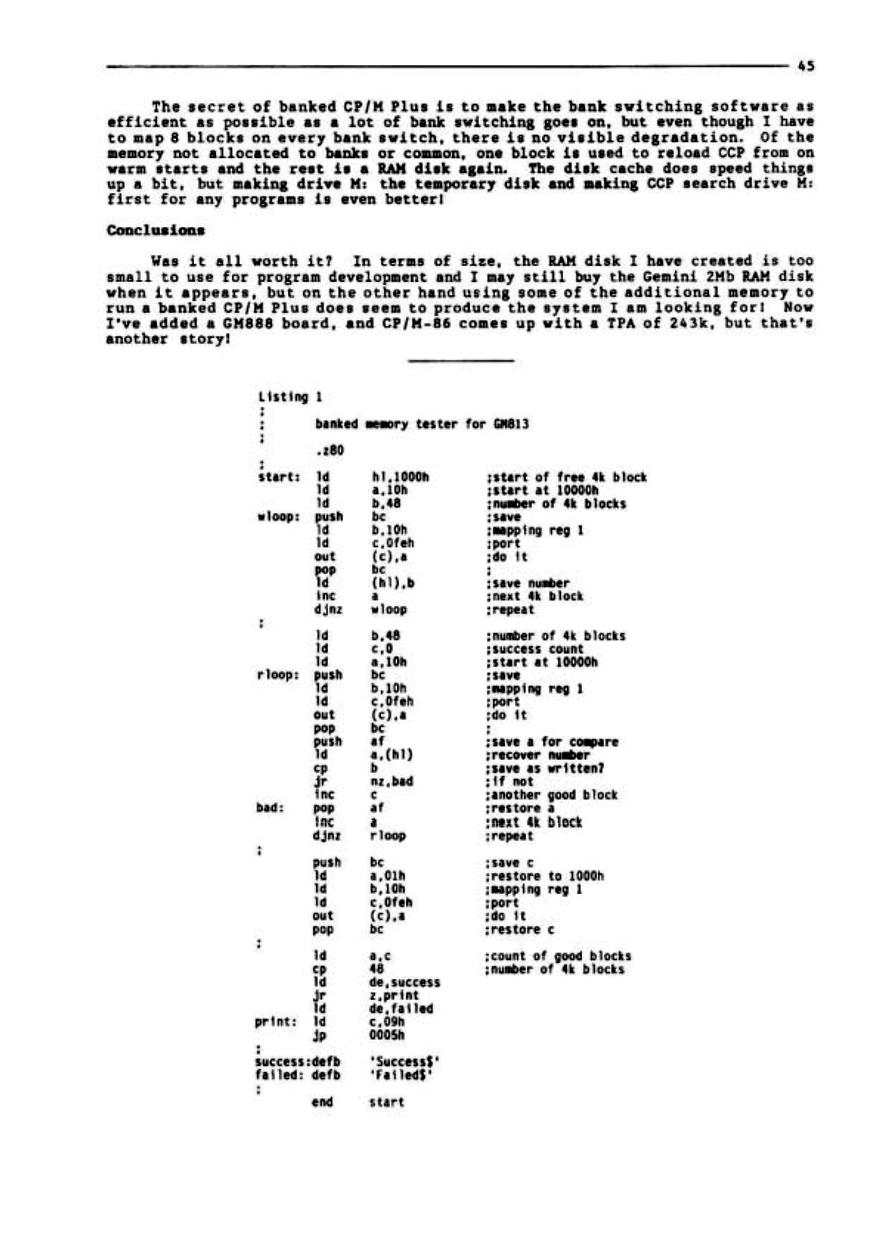 45
The secret of banked CP/M Plus is to make the bank switching software as
efficient as possible as a lot of bank switching goes on, but even though I have
to map 8 blocks on every bank switch, there is no visible degradation. Of the
memory not allocated to banks or common, one block is used to reload CCP from on
warm starts and the rest is a RAM disk again. The disk cache does speed things
up a bit, but making drive M: the temporary disk and making CCP search drive M:
first for any programs is even better!
Conclusions
Was it all worth it? In terms of size, the RAM disk I have created is too
small to use for program development and I may still buy the Gemini 2Mb RAM disk
when it appears, but on the other hand using some of the additional memory to
run a banked CP/M Plus does seem to produce the system I am looking for! Now
I've added a GM888 board, and CP/M-86 comes up with a TPA of 243k, but that's
another story!
Listing 1
;
; banked memory tester for GM813
;
.z80
;
start: ld hl,1000h ;start of free 4k block
ld a,10h ;start at 10000h
ld b,48 ;number of 4k blocks
wloop: push bc ;save
ld b,10h ;mapping reg 1
ld c,0feh ;port
out (c),a ;do it
pop bc ;
ld (hl),b ;save number
inc a ;next 4k block
djnz wloop ;repeat
;
ld b,48 ;number of 4k blocks
ld c,0 ;success count
ld a,10h ;start at 10000h
rloop: push bc ;save
ld b,10h ;mapping reg 1
ld c,0feh ;port
out (c),a ;do it
pop bc ;
push af ;save a for compare
ld a,(hl) ;recover number
cp b ;save as written?
jr nz,bad ;if not
inc c ;another good block
bad: pop af ;restore a
inc a ;next 4k block
djnz rloop ;repeat
;
push bc ;save c
ld a,01h ;restore to 1000h
ld b,10h ;mapping reg 1
ld c,0feh ;port
out (c),a ;do it
pop bc ;restore c
;
ld a,c ;count of good blocks
cp 48 ;number of 4k blocks
ld de,success
jr z,print
ld de,failed
print: ld c,09h
jp 0005h
;
success:defb 'Success$'
failed: defb 'Failed$'
;
end start